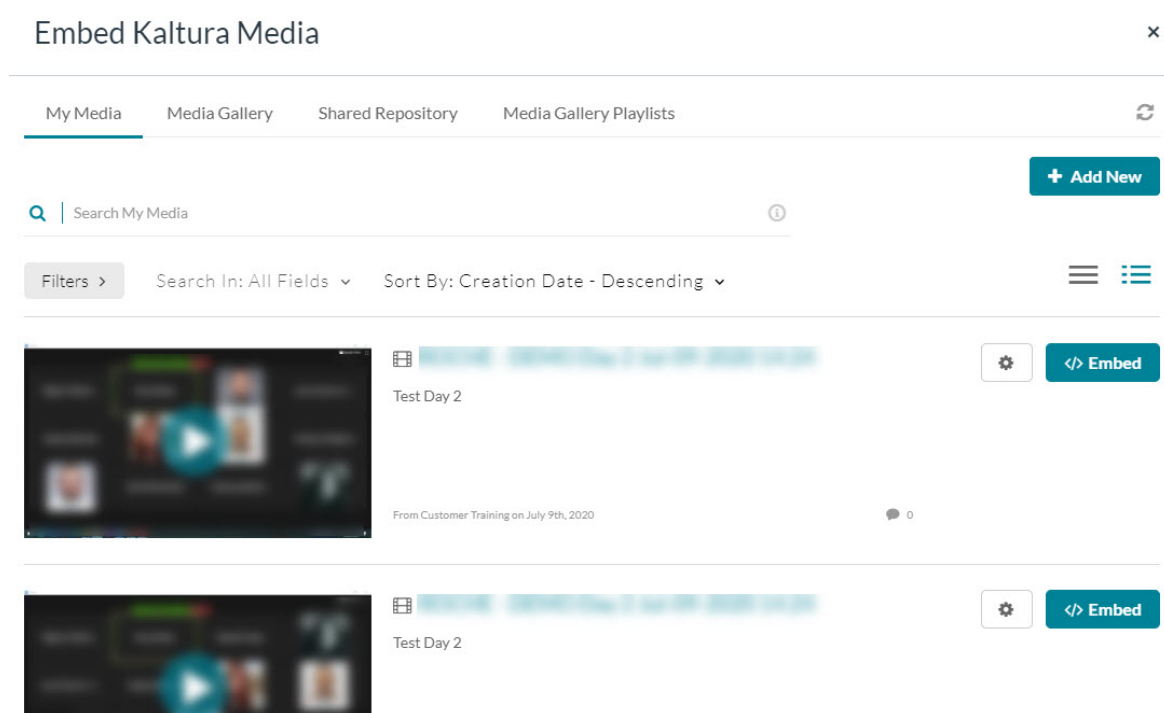 Embed Kaltura Media ×
My Media Media Gallery Shared Repository Media Gallery Playlists
+ Add New
Search My Media
Filters > Search In: All Fields Sort By: Creation Date - Descending
</> Embed
Test Day 2
From Customer Training on July 9th, 2020 0
</> Embed
Test Day 2